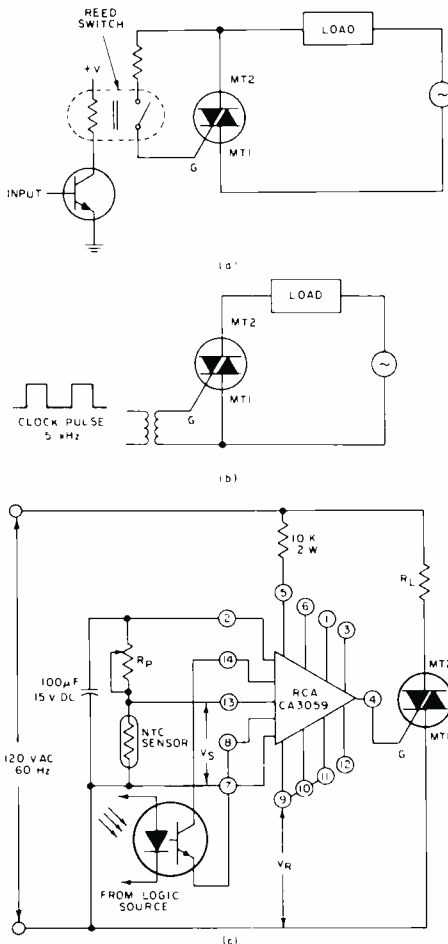 REED
SWITCH
+V
LOAD
MT2
MT1
G
INPUT
(a)
LOAD
MT2
MT1
G
CLOCK PULSE
5 kHz
(b)
10 K
2 W
RL
5
6
1
3
2
RP
14
100µF
15 V DC
13
RCA
CA3059
4
MT2
MT1
G
NTC
SENSOR
VS
8
7
9
10
11
12
120 VAC
60 Hz
VR
FROM LOGIC
SOURCE
(c)